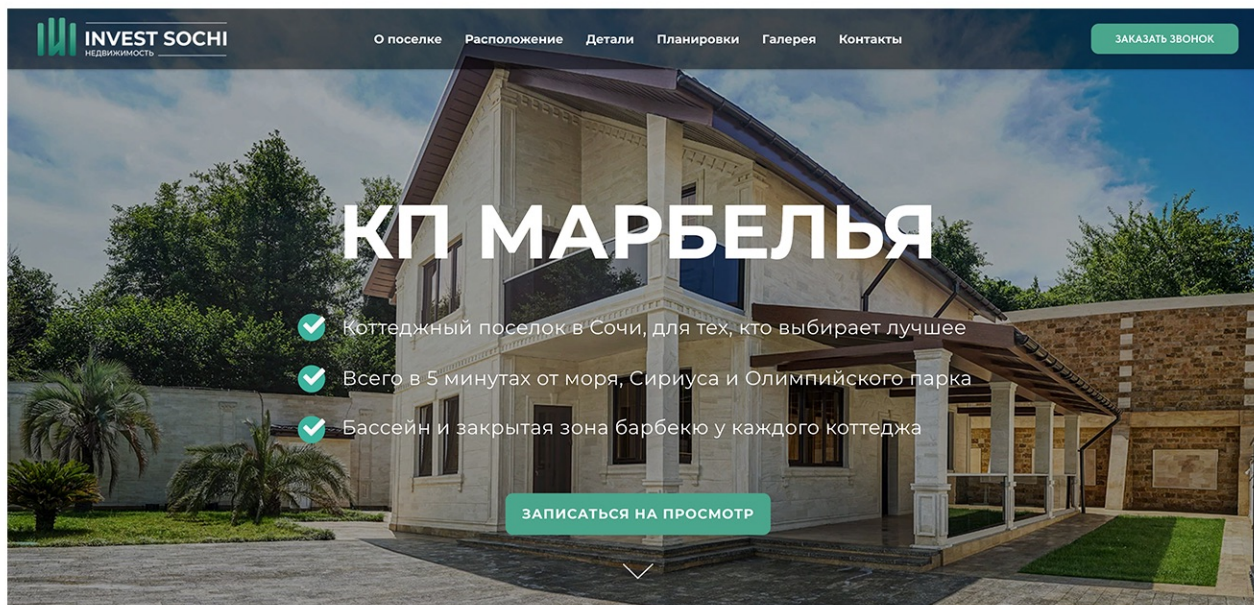 INVEST SOCHI
НЕДВИЖИМОСТЬ
О поселке Расположение Детали Планировки Галерея Контакты
ЗАКАЗАТЬ ЗВОНОК
КП МАРБЕЛЬЯ
Коттеджный поселок в Сочи, для тех, кто выбирает лучшее
Всего в 5 минутах от моря, Сириуса и Олимпийского парка
Бассейн и закрытая зона барбекю у каждого коттеджа
ЗАПИСАТЬСЯ НА ПРОСМОТР